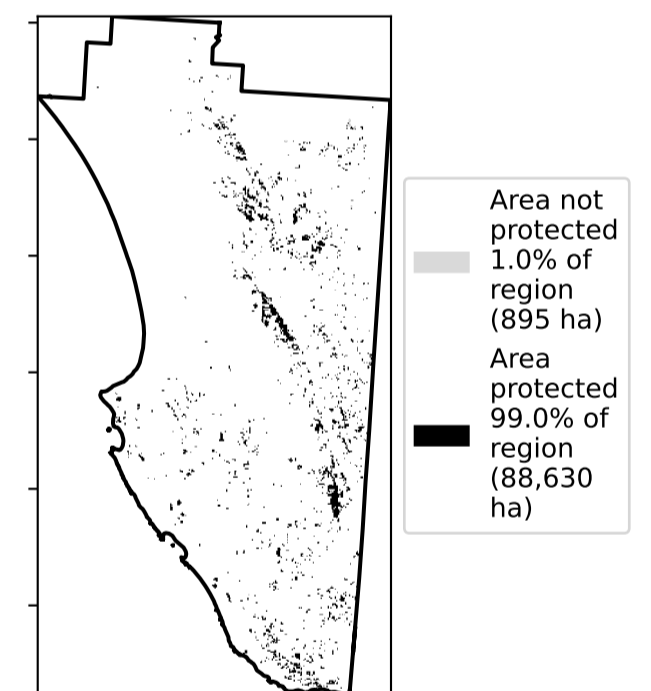 Area not
protected
1.0% of
region
(895 ha)
Area
protected
99.0% of
region
(88,630
ha)